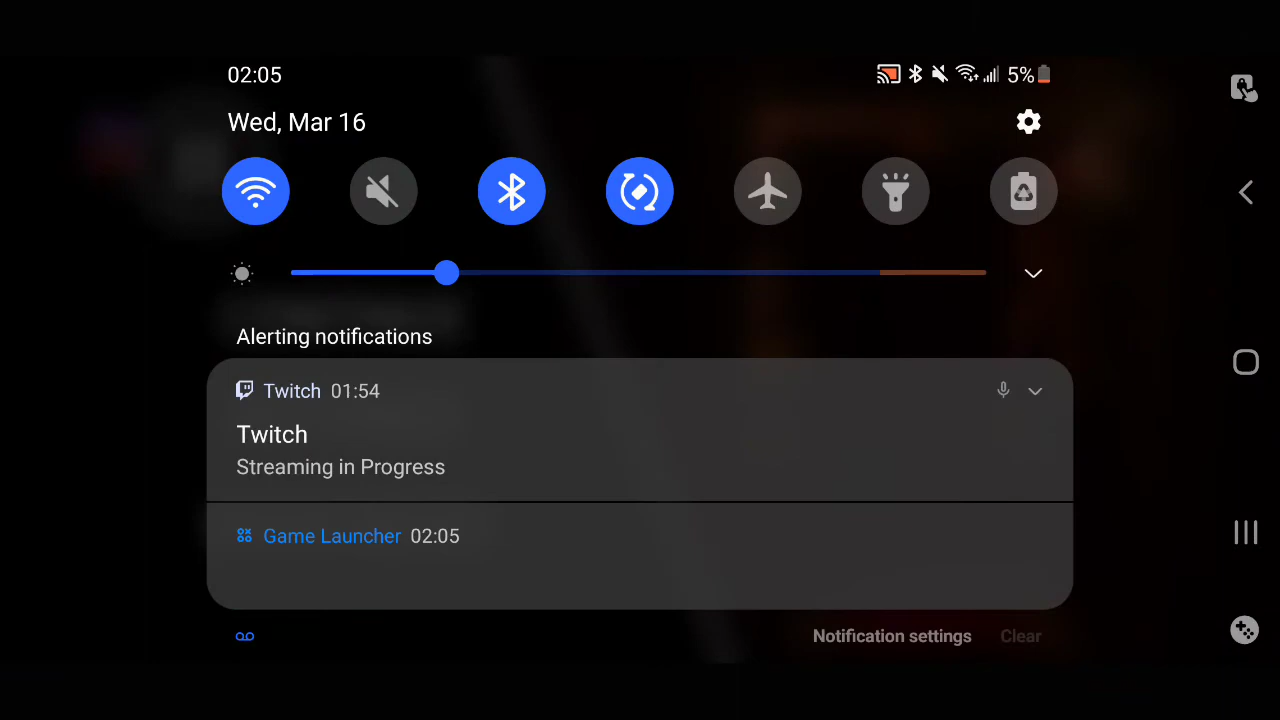 02:05
5%
Wed, Mar 16
Alerting notifications
Twitch 01:54
Twitch
Streaming in Progress
Game Launcher 02:05
Notification settings
Clear